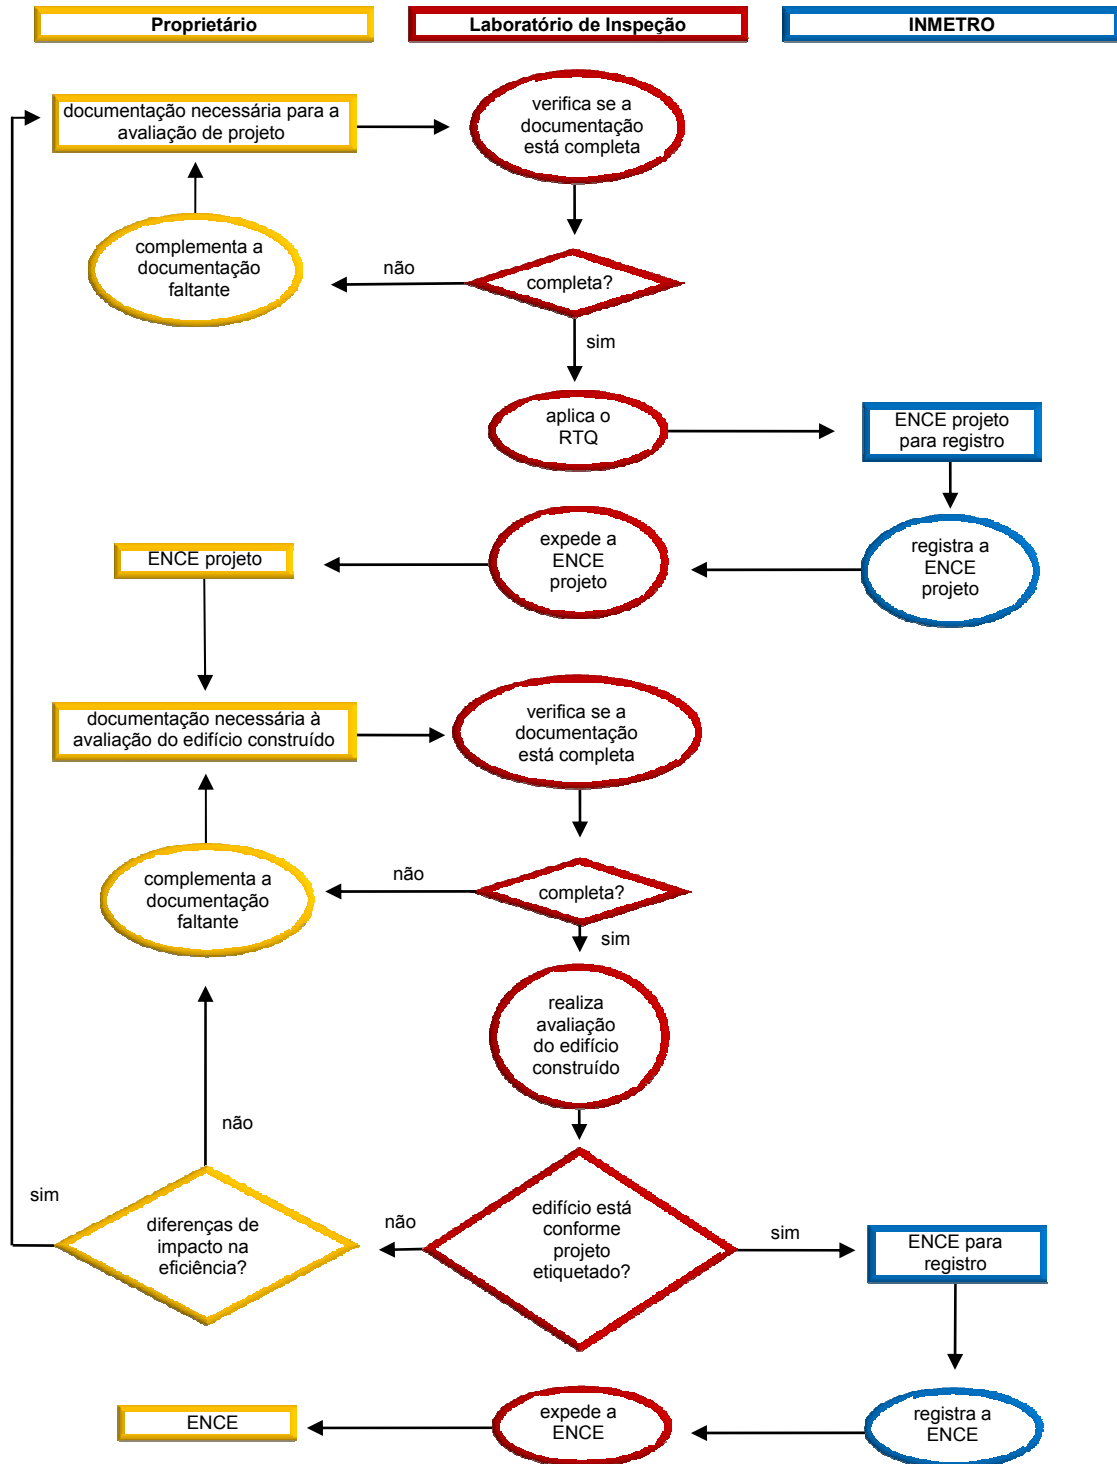 Proprietário
Laboratório de Inspeção
INMETRO
documentação necessária para a
avaliação de projeto
verifica se a
documentação
está completa
complementa a
documentação
faltante
não
completa?
sim
aplica o
RTQ
ENCE projeto
para registro
ENCE projeto
expede a
ENCE
projeto
registra a
ENCE
projeto
documentação necessária à
avaliação do edifício construído
verifica se a
documentação
está completa
complementa a
documentação
faltante
não
completa?
sim
realiza
avaliação
do edifício
construído
não
sim
diferenças de
impacto na
eficiência?
não
edifício está
conforme
projeto
etiquetado?
sim
ENCE para
registro
ENCE
expede a
ENCE
registra a
ENCE